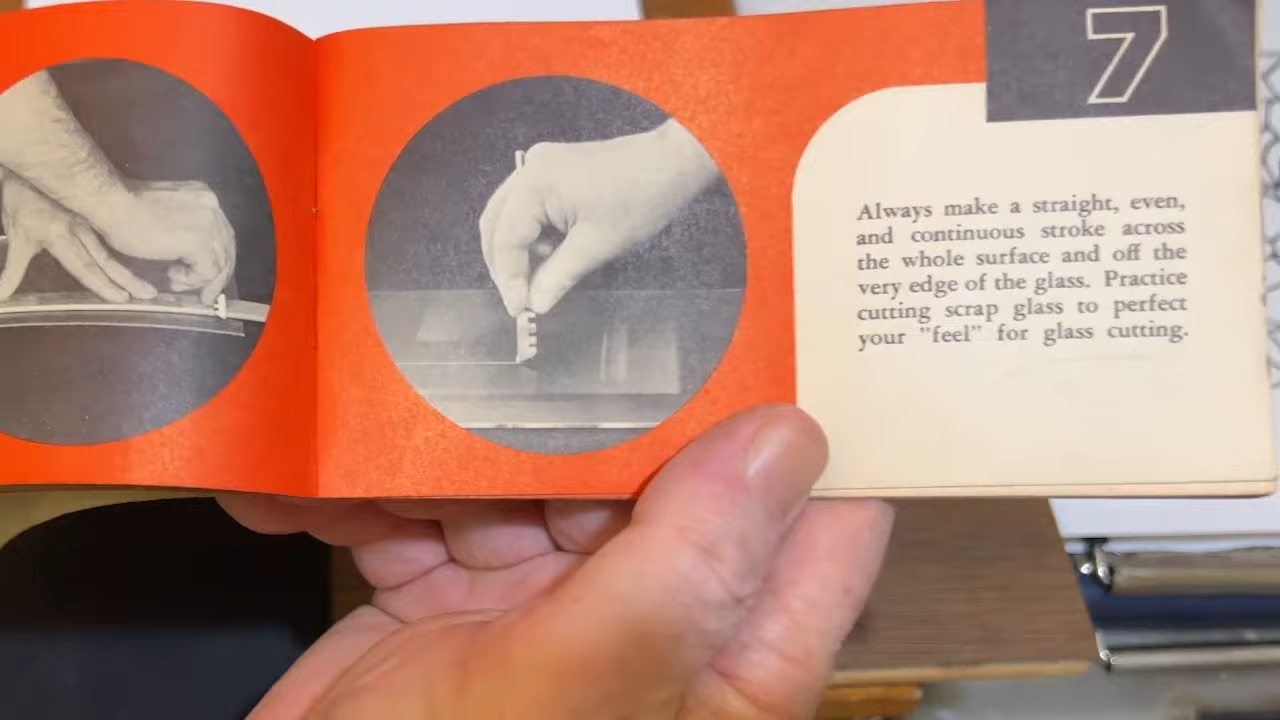 7
Always make a straight, even,
and continuous stroke across
the whole surface and off the
very edge of the glass. Practice
cutting scrap glass to perfect
your "feel" for glass cutting.